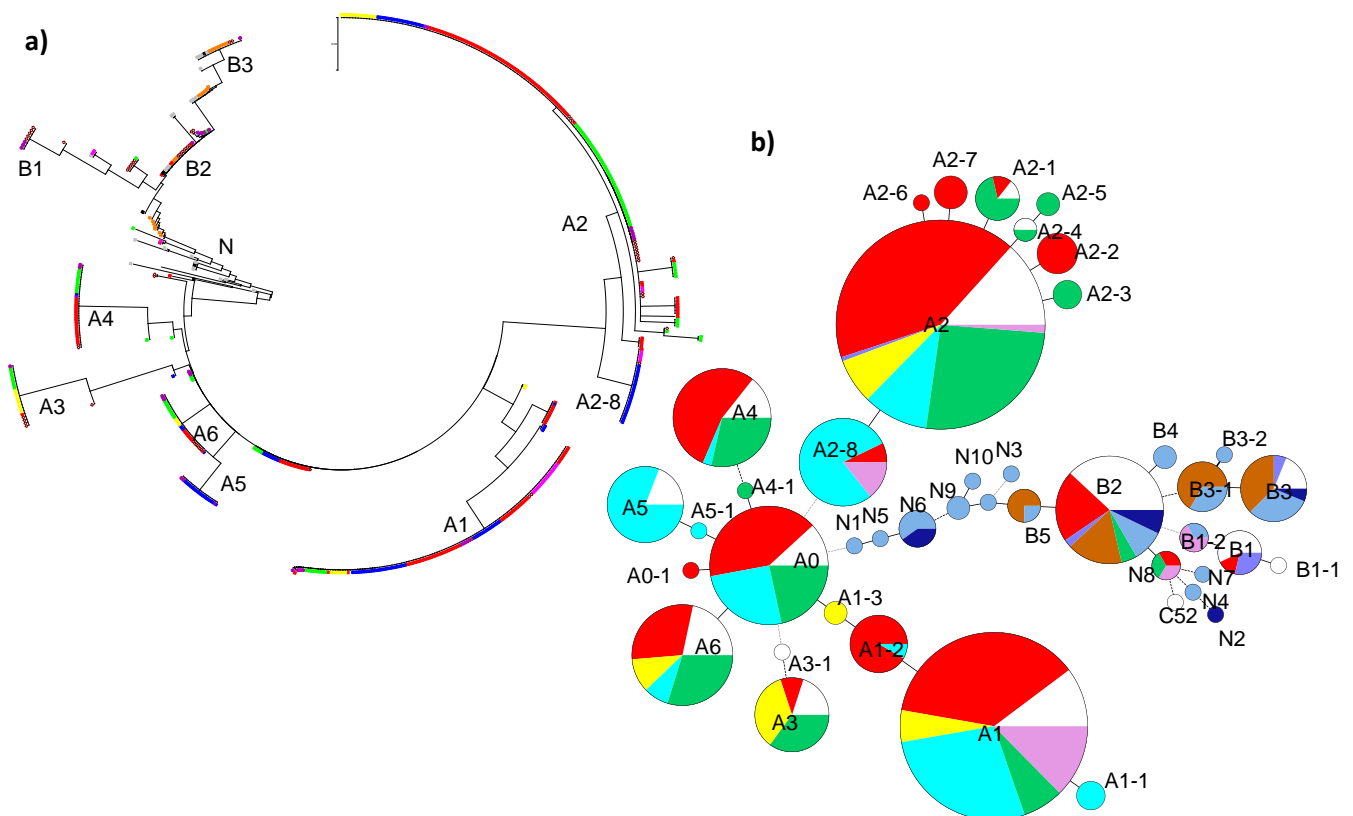 a)
B3
B1
B2
A2
N
A4
A3
A2-8
A6
A5
A1
b)
A2-7
A2-1
A2-6
A2-5
A2-4
A2-2
A2-3
A2
A4
A2-8
N3
N10
B4
B3-2
A4-1
N9
B2
B3-1
B3
A5
A5-1
N6
N1
N5
B5
B1-2
B1
A0
N8
N7
B1-1
A0-1
A1-3
N4
C52
N2
A6
A1-2
A3-1
A3
A1
A1-1